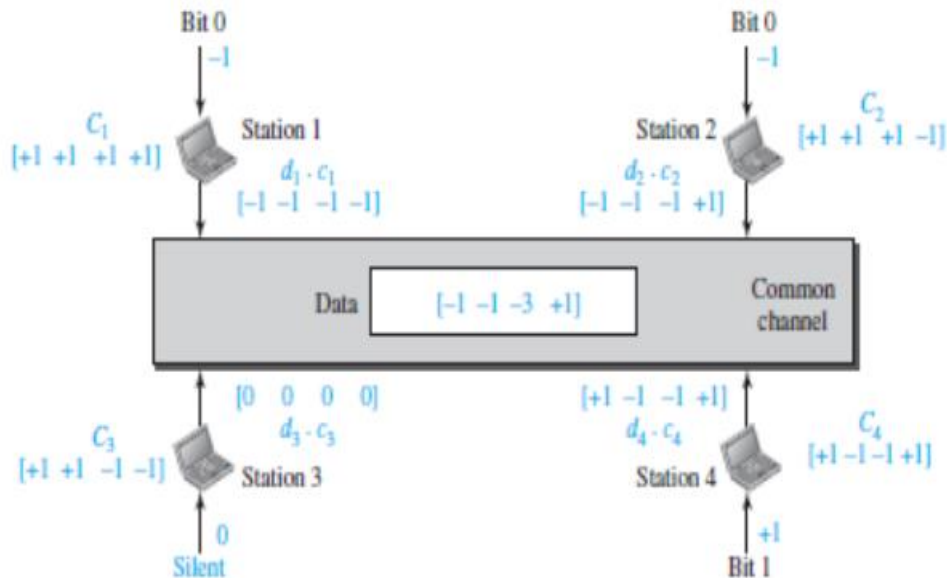 Bit 0
Bit 0
–1
–1
C1
[+1 +1 +1 +1]
Station 1
Station 2
C2
[+1 +1 +1 –1]
d1 . c1
[–1 –1 –1 –1]
d2 . c2
[–1 –1 –1 +1]
Data
[–1 –1 –3 +1]
Common
channel
[0 0 0 0]
d3 . c3
[+1 –1 –1 +1]
d4 . c4
C3
[+1 +1 –1 –1]
Station 3
Station 4
C4
[+1 –1 –1 +1]
0
+1
Silent
Bit 1